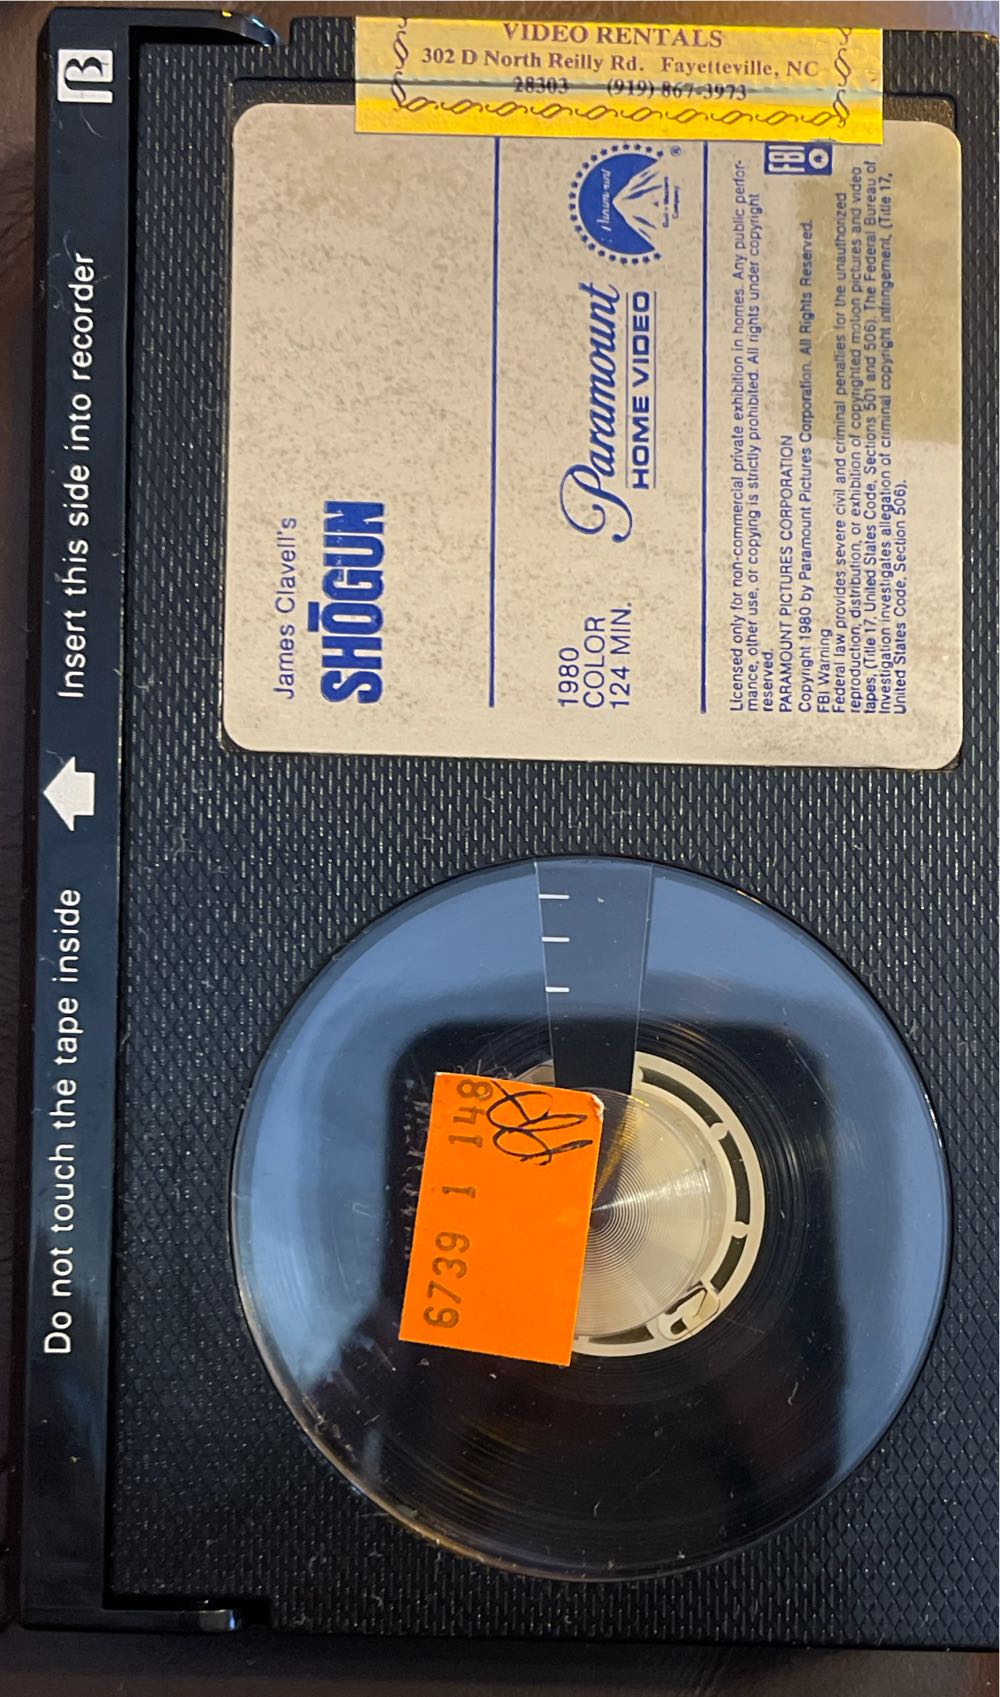 VIDEO RENTALS
302 D North Reilly Rd. Fayetteville, NC
28303 (919) 867-3973
β
Insert this side into recorder
Do not touch the tape inside
James Clavell's
SHŌGUN
1980
COLOR
124 MIN.
Paramount
HOME VIDEO
Paramount
A
Gulf + Western
Company
®
Licensed only for non-commercial private exhibition in homes. Any public perfor-
mance, other use, or copying is strictly prohibited. All rights under copyright
reserved.
PARAMOUNT PICTURES CORPORATION
Copyright 1980 by Paramount Pictures Corporation. All Rights Reserved.
FBI Warning
Federal law provides severe civil and criminal penalties for the unauthorized
reproduction, distribution, or exhibition of copyrighted motion pictures and video
tapes, (Title 17, United States Code, Sections 501 and 506). The Federal Bureau of
Investigation investigates allegation of criminal copyright infringement, (Title 17,
United States Code, Section 506).
FBI
6739 1 148